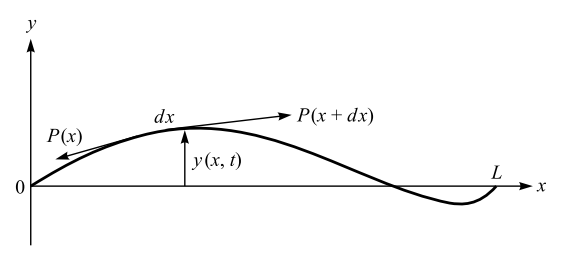 y
dx
P(x + dx)
P(x)
y(x, t)
0
L
x